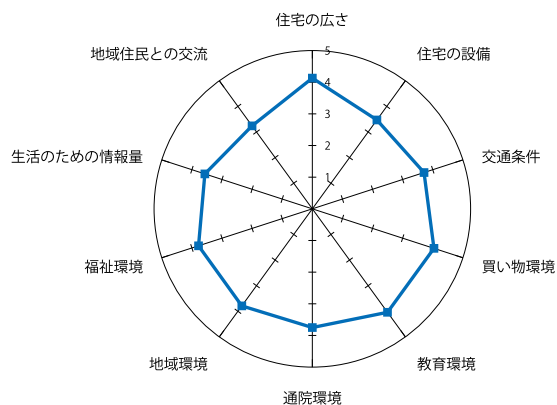 住宅の広さ
地域住民との交流
住宅の設備
5
4
3
2
1
生活のための情報量
交通条件
福祉環境
買い物環境
地域環境
教育環境
通院環境